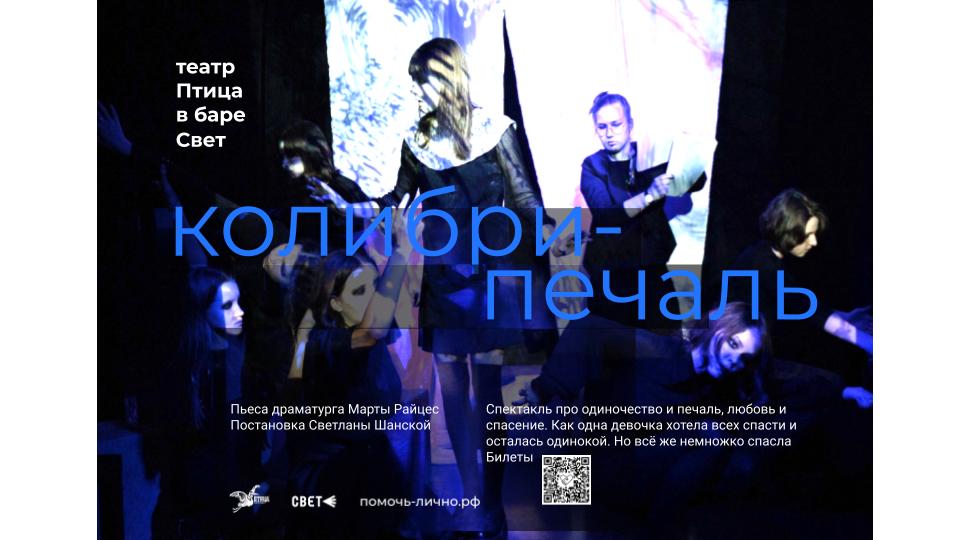 театр
Птица
в баре
Свет
колибри-
печаль
Пьеса драматурга Марты Райцес
Постановка Светланы Шанской
Спектакль про одиночество и печаль, любовь и
спасение. Как одна девочка хотела всех спасти и
осталась одинокой. Но всё же немножко спасла
Билеты
ПТИЦА
СВЕТ
помочь-лично.рф